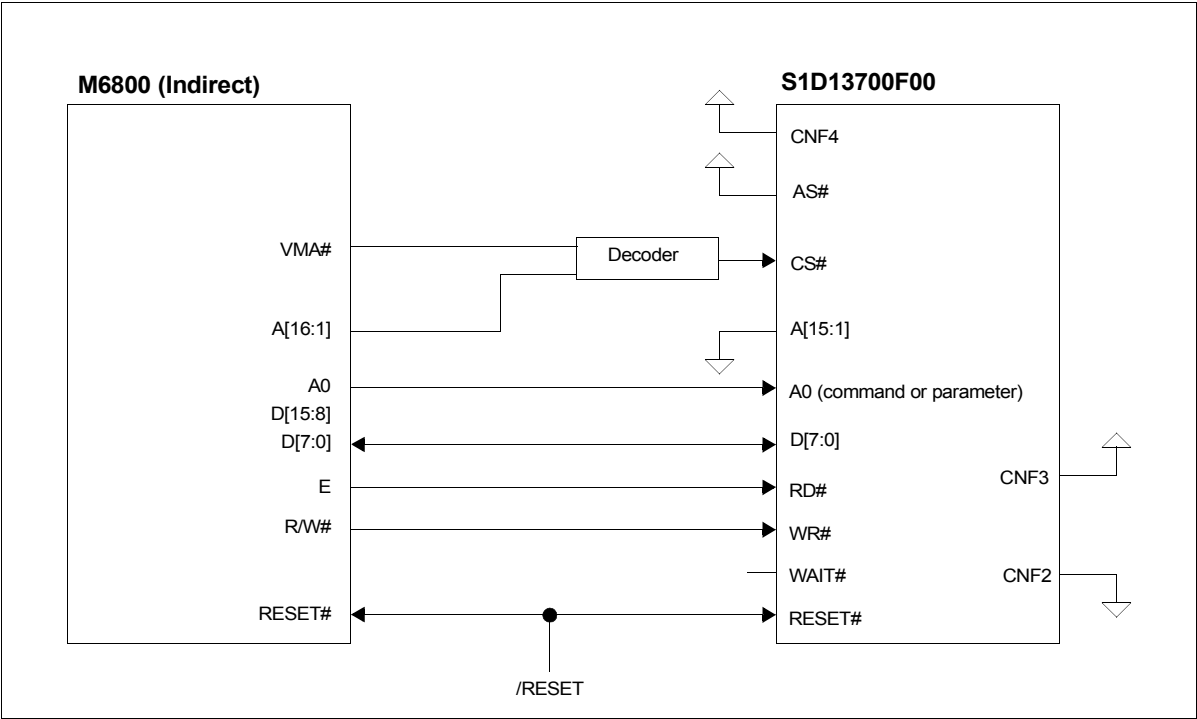 M6800 (Indirect)
VMA#
A[16:1]
A0
D[15:8]
D[7:0]
E
R/W#
RESET#
Decoder
/RESET
S1D13700F00
CNF4
AS#
CS#
A[15:1]
A0 (command or parameter)
D[7:0]
RD#
WR#
WAIT#
RESET#
CNF3
CNF2